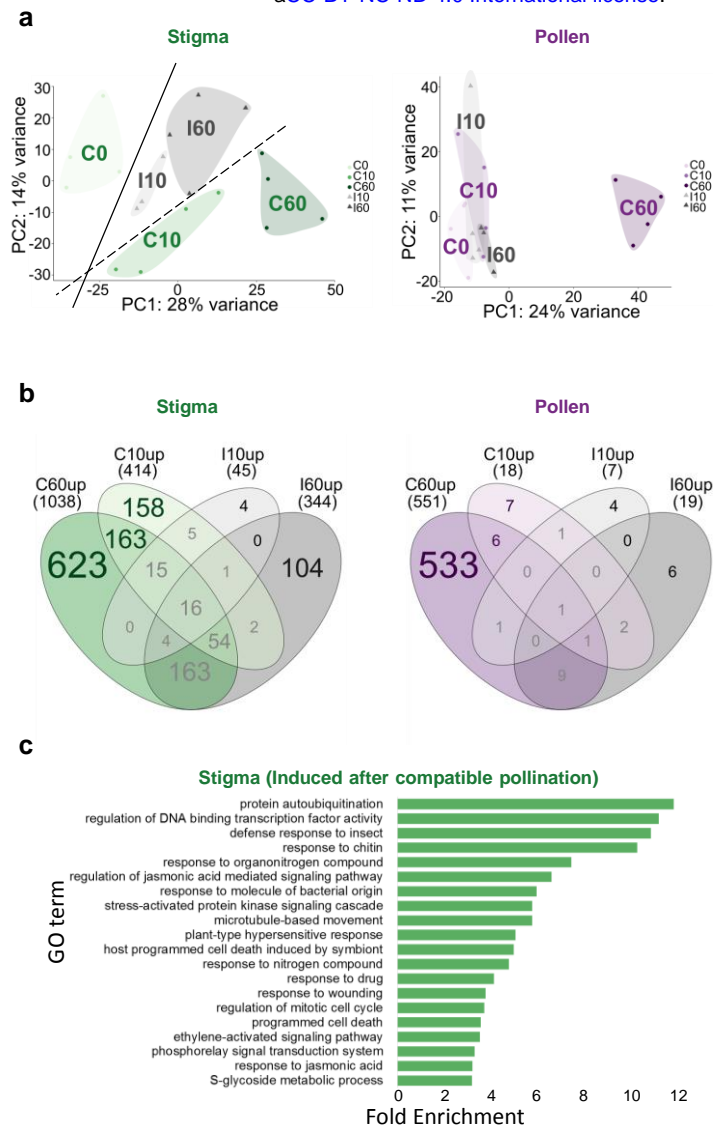 a
Stigma
Pollen
30
20
10
0
-10
-20
-30
PC2: 14% variance
C0
I10
I60
C10
C60
-25
0
25
50
PC1: 28% variance
C0
C10
C60
I10
I60
40
20
0
-20
PC2: 11% variance
I10
C10
C0
I60
C60
-20
0
20
40
PC1: 24% variance
C0
C10
C60
I10
I60
b
Stigma
Pollen
C60up
(1038)
C10up
(414)
I10up
(45)
I60up
(344)
623
158
163
5
4
0
104
15
1
16
0
4
54
2
163
C60up
(551)
C10up
(18)
I10up
(7)
I60up
(19)
533
7
6
1
4
0
6
0
0
1
1
0
1
2
9
c
Stigma (Induced after compatible pollination)
GO term
protein autoubiquitination
regulation of DNA binding transcription factor activity
defense response to insect
response to chitin
response to organonitrogen compound
regulation of jasmonic acid mediated signaling pathway
response to molecule of bacterial origin
stress-activated protein kinase signaling cascade
microtubule-based movement
plant-type hypersensitive response
host programmed cell death induced by symbiont
response to nitrogen compound
response to drug
response to wounding
regulation of mitotic cell cycle
programmed cell death
ethylene-activated signaling pathway
phosphorelay signal transduction system
response to jasmonic acid
S-glycoside metabolic process
0 2 4 6 8 10 12
Fold Enrichment